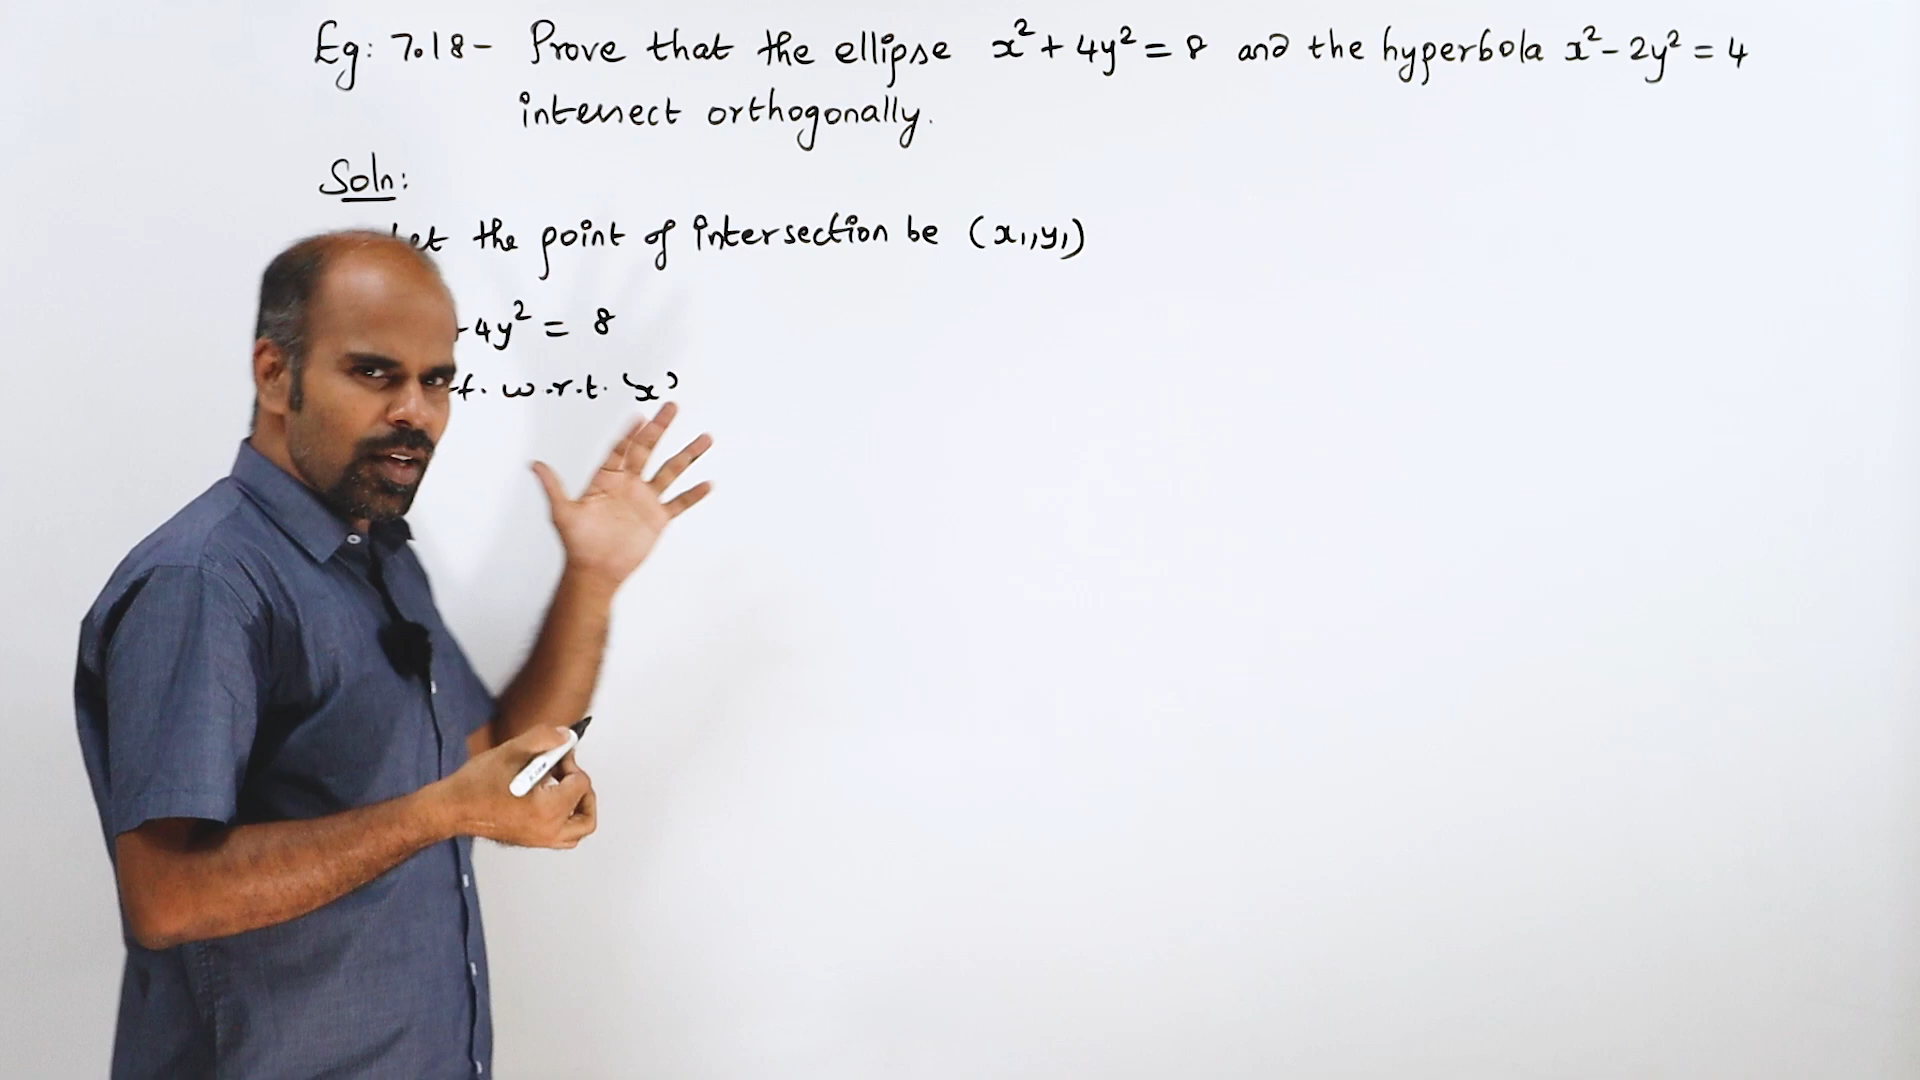 Eg: 7.18 - Prove that the ellipse x² + 4y² = 8 and the hyperbola x² - 2y² = 4
intersect orthogonally.
Soln:
Let the point of intersection be (x₁, y₁)
4y² = 8
w.r.t. 'x'